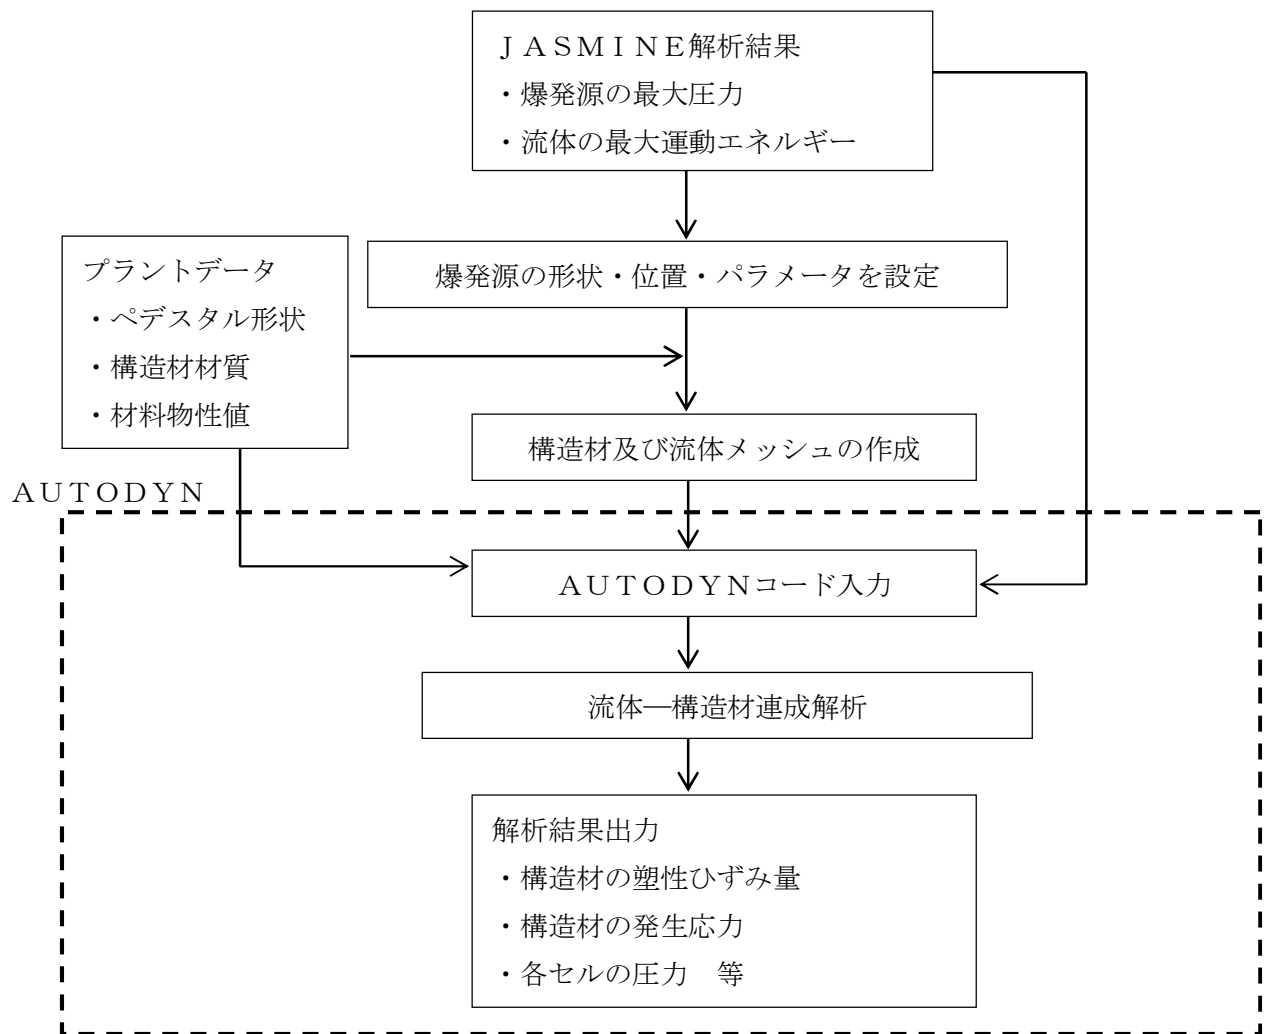 ＪＡＳＭＩＮＥ解析結果
・爆発源の最大圧力
・流体の最大運動エネルギー
プラントデータ
・ペデスタル形状
・構造材材質
・材料物性値
爆発源の形状・位置・パラメータを設定
構造材及び流体メッシュの作成
ＡＵＴＯＤＹＮ
ＡＵＴＯＤＹＮコード入力
流体―構造材連成解析
解析結果出力
・構造材の塑性ひずみ量
・構造材の発生応力
・各セルの圧力　等